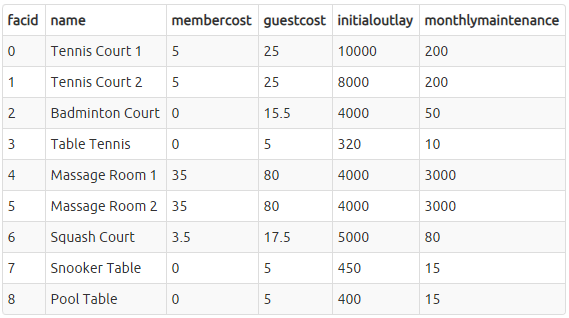 facid name membercost guestcost initialoutlay monthlymaintenance
0 Tennis Court 1 5 25 10000 200
1 Tennis Court 2 5 25 8000 200
2 Badminton Court 0 15.5 4000 50
3 Table Tennis 0 5 320 10
4 Massage Room 1 35 80 4000 3000
5 Massage Room 2 35 80 4000 3000
6 Squash Court 3.5 17.5 5000 80
7 Snooker Table 0 5 450 15
8 Pool Table 0 5 400 15